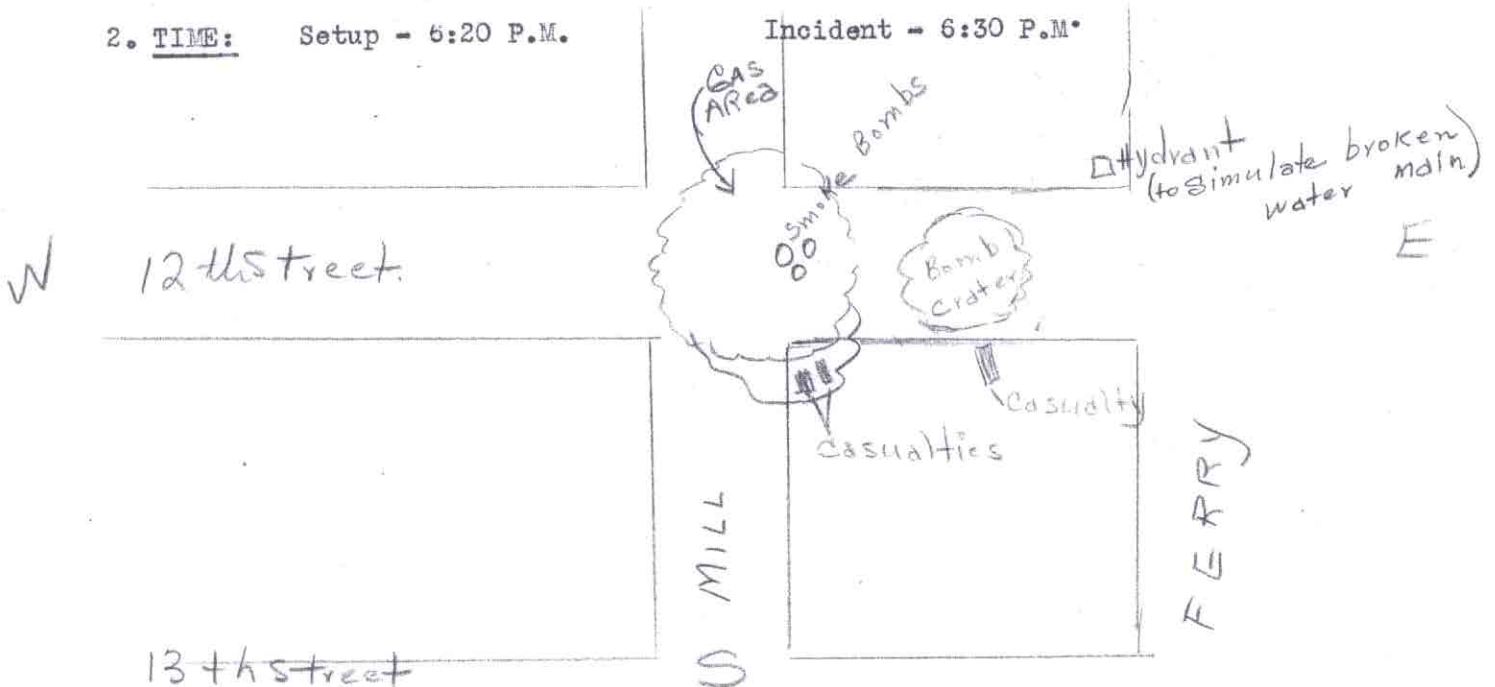 2. TIME: Setup - 6:20 P.M. Incident - 6:30 P.M.
GAS
AREA
Smoke Bombs
Hydrant
(to simulate broken
water main)
W
12th Street.
Bomb
Crater
E
Casualty
Casualties
MILL
FERRY
13th Street
S